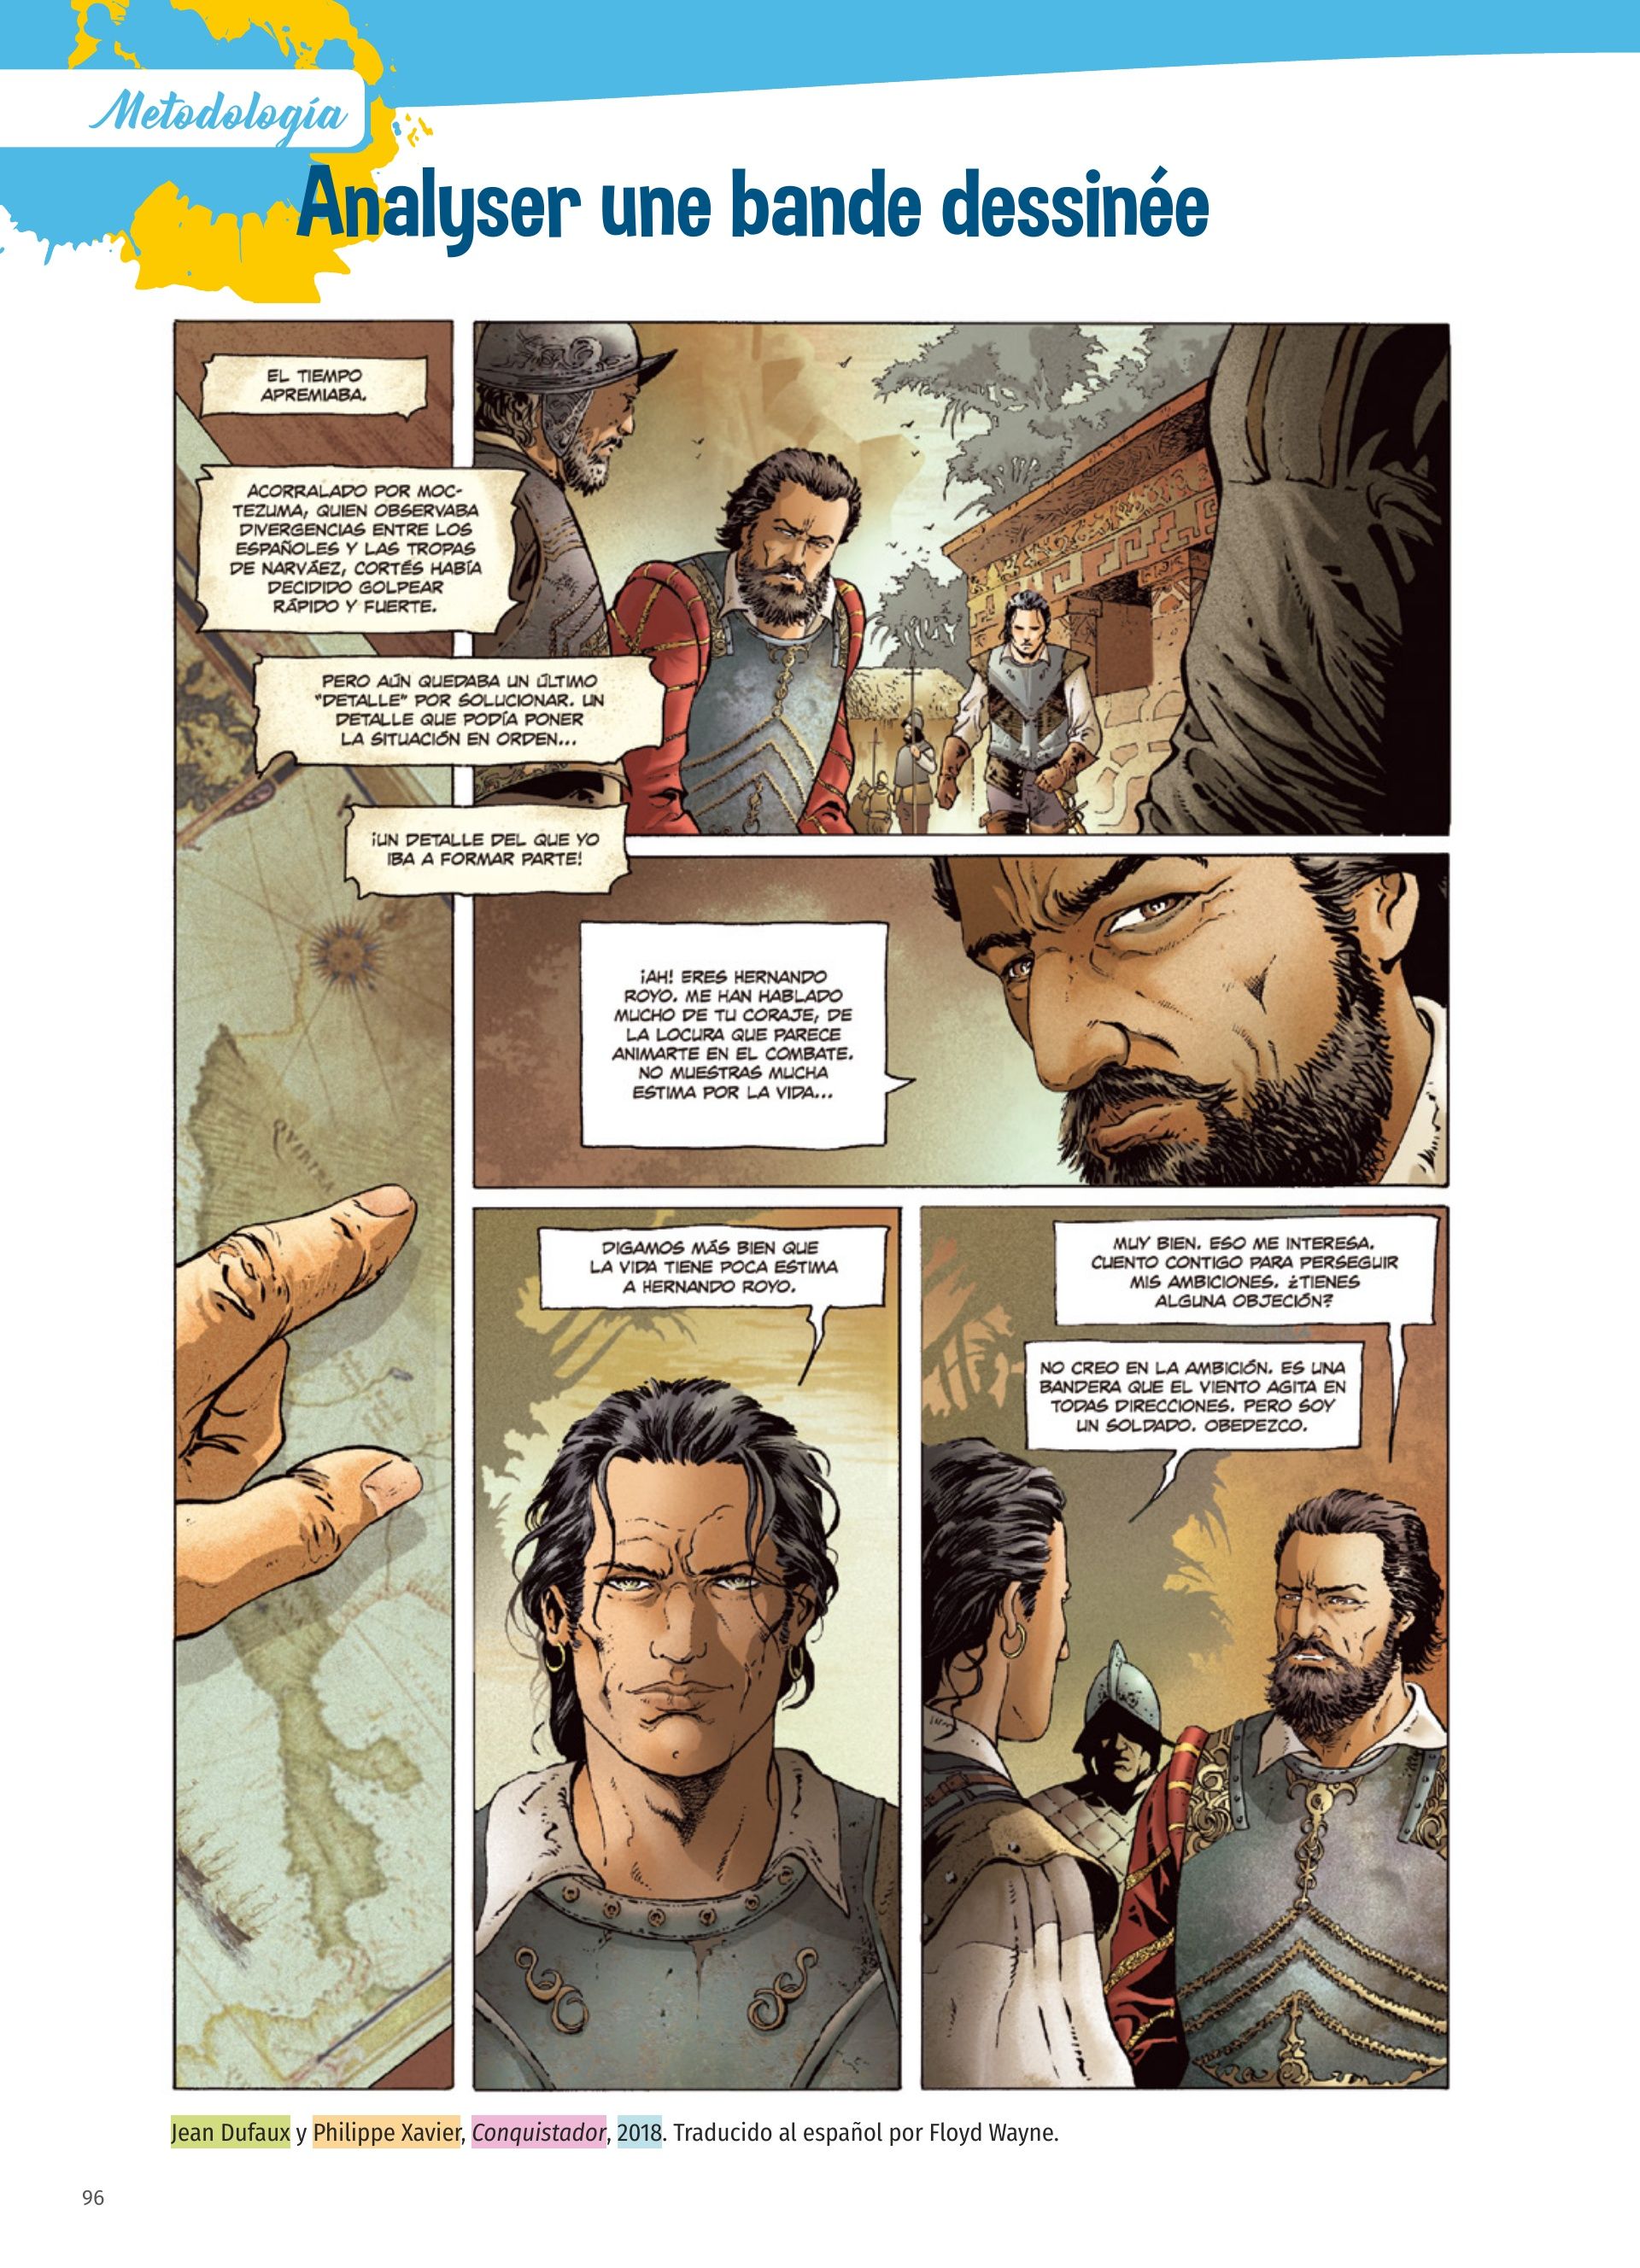 Metodología
Analyser une bande dessinée
EL TIEMPO
APREMIABA.
ACORRALADO POR MOC-
TEZUMA, QUIEN OBSERVABA
DIVERGENCIAS ENTRE LOS
ESPAÑOLES Y LAS TROPAS
DE NARVÁEZ, CORTÉS HABÍA
DECIDIDO GOLPEAR
RÁPIDO Y FUERTE.
PERO AÚN QUEDABA UN ÚLTIMO
"DETALLE" POR SOLUCIONAR. UN
DETALLE QUE PODÍA PONER
LA SITUACIÓN EN ORDEN...
¡UN DETALLE DEL QUE YO
IBA A FORMAR PARTE!
¡AH! ERES HERNANDO
ROYO. ME HAN HABLADO
MUCHO DE TU CORAJE, DE
LA LOCURA QUE PARECE
ANIMARTE EN EL COMBATE.
NO MUESTRAS MUCHA
ESTIMA POR LA VIDA...
DIGAMOS MÁS BIEN QUE
LA VIDA TIENE POCA ESTIMA
A HERNANDO ROYO.
MUY BIEN. ESO ME INTERESA.
CUENTO CONTIGO PARA PERSEGUIR
MIS AMBICIONES. ¿TIENES
ALGUNA OBJECIÓN?
NO CREO EN LA AMBICIÓN. ES UNA
BANDERA QUE EL VIENTO AGITA EN
TODAS DIRECCIONES. PERO SOY
UN SOLDADO. OBEDEZCO.
Jean Dufaux y Philippe Xavier, Conquistador, 2018. Traducido al español por Floyd Wayne.
96